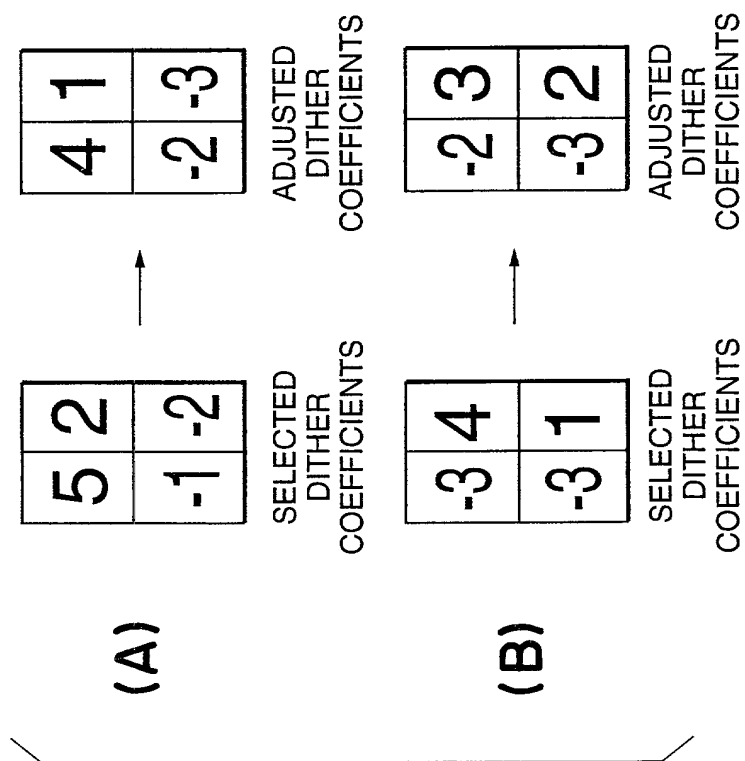 (A)
5 2
-1 -2
SELECTED
DITHER
COEFFICIENTS
4 1
-2 -3
ADJUSTED
DITHER
COEFFICIENTS
(B)
-3 4
-3 1
SELECTED
DITHER
COEFFICIENTS
-2 3
-3 2
ADJUSTED
DITHER
COEFFICIENTS